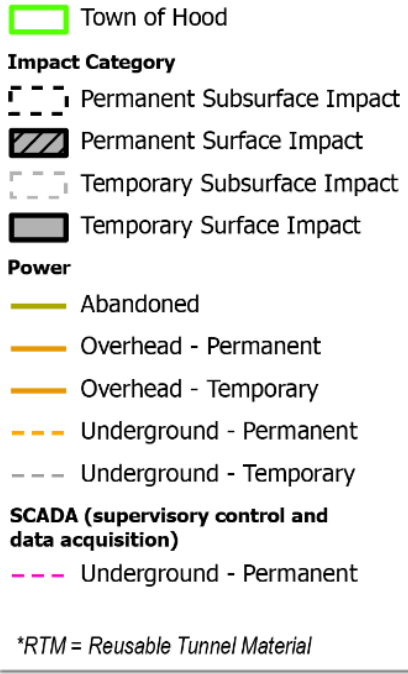 Town of Hood
Impact Category
Permanent Subsurface Impact
Permanent Surface Impact
Temporary Subsurface Impact
Temporary Surface Impact
Power
Abandoned
Overhead - Permanent
Overhead - Temporary
Underground - Permanent
Underground - Temporary
SCADA (supervisory control and
data acquisition)
Underground - Permanent
*RTM = Reusable Tunnel Material